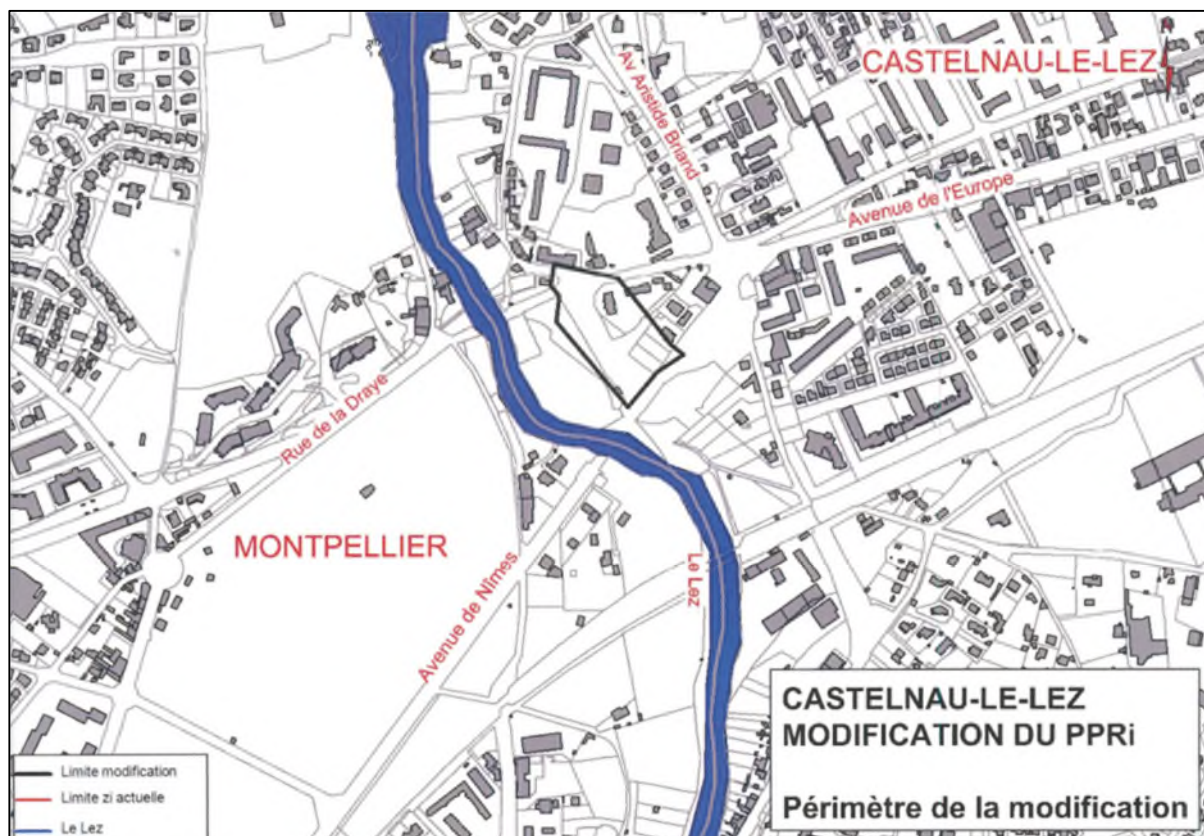 CASTELNAU-LE-LEZ
Av Aristide Briand
Avenue de l'Europe
Rue de la Draye
MONTPELLIER
Avenue de Nîmes
Le Lez
CASTELNAU-LE-LEZ
MODIFICATION DU PPRi
Périmètre de la modification
Limite modification
Limite zi actuelle
Le Lez